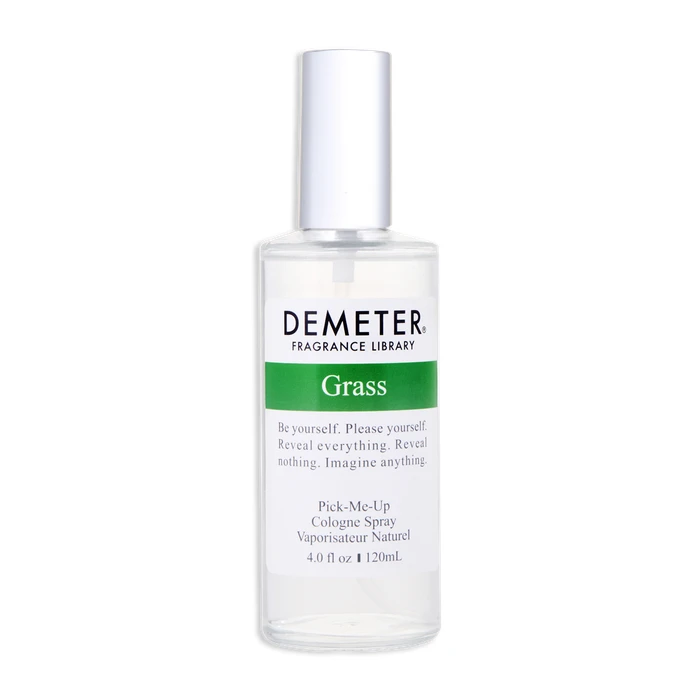 DEMETER®
FRAGRANCE LIBRARY
Grass
Be yourself. Please yourself.
Reveal everything. Reveal
nothing. Imagine anything.
Pick-Me-Up
Cologne Spray
Vaporisateur Naturel
4.0 fl oz ▮ 120mL